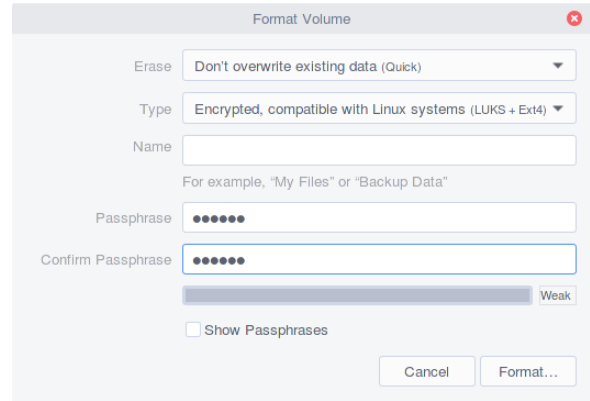 Format Volume
Erase Don't overwrite existing data (Quick)
Type Encrypted, compatible with Linux systems (LUKS + Ext4)
Name
For example, “My Files” or “Backup Data”
Passphrase ●●●●●●
Confirm Passphrase ●●●●●●
Weak
Show Passphrases
Cancel Format...